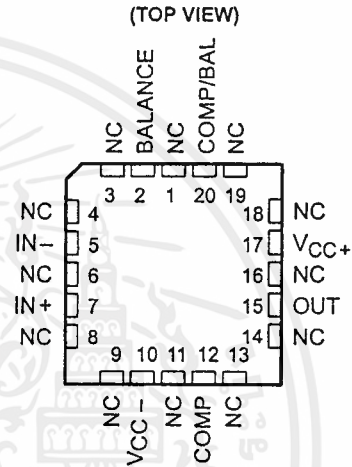 (TOP VIEW)
NC BALANCE NC COMP/BAL NC
3 2 1 20 19
NC 4 18 NC
IN− 5 17 VCC+
NC 6 16 NC
IN+ 7 15 OUT
NC 8 14 NC
9 10 11 12 13
NC VCC− NC COMP NC